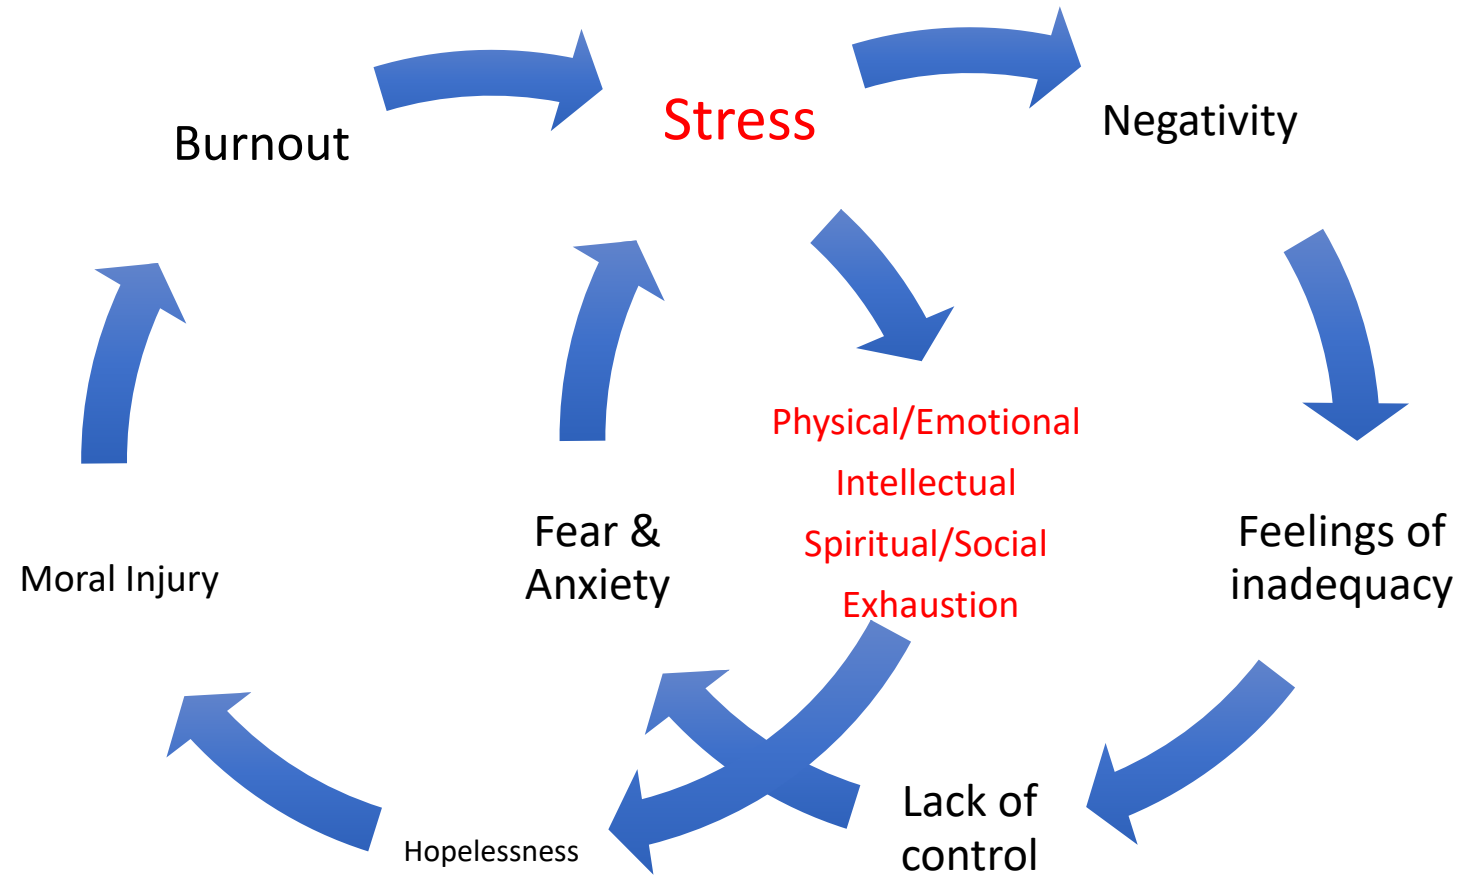 Burnout
Stress
Negativity
Physical/Emotional
Intellectual
Spiritual/Social
Exhaustion
Fear &
Anxiety
Feelings of
inadequacy
Moral Injury
Lack of
control
Hopelessness